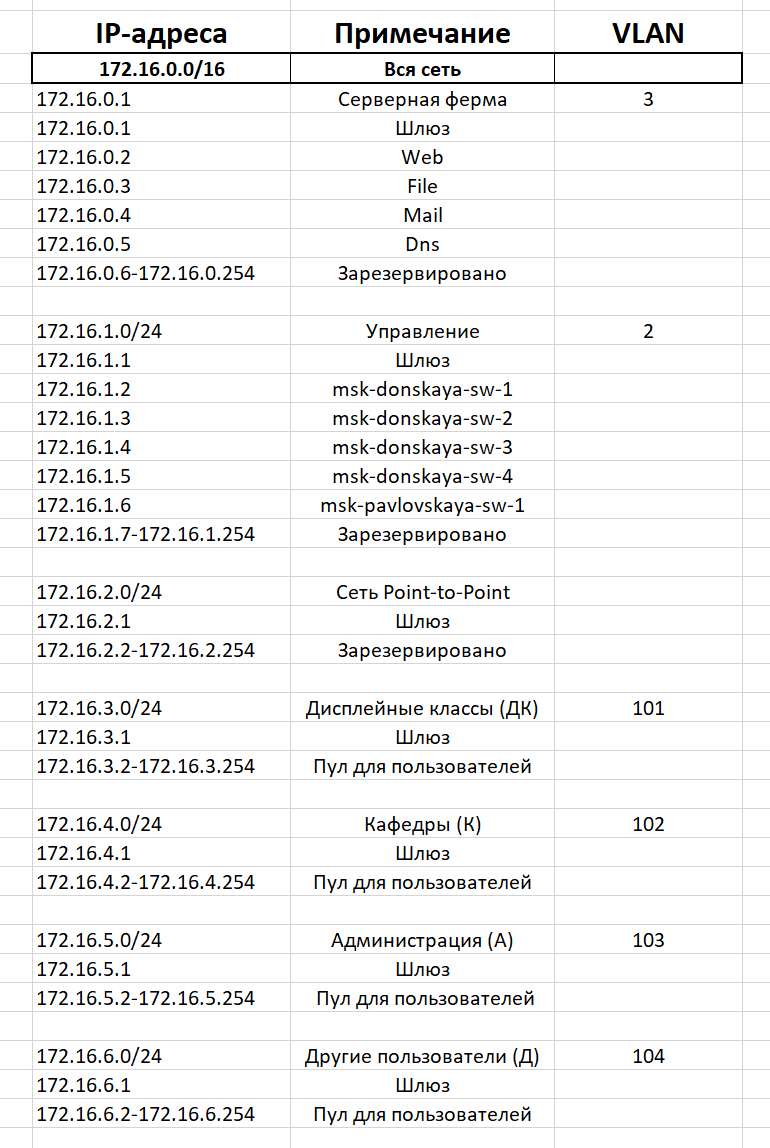 IP-адреса Примечание VLAN
172.16.0.0/16 Вся сеть
172.16.0.1 Серверная ферма 3
172.16.0.1 Шлюз
172.16.0.2 Web
172.16.0.3 File
172.16.0.4 Mail
172.16.0.5 Dns
172.16.0.6-172.16.0.254 Зарезервировано
172.16.1.0/24 Управление 2
172.16.1.1 Шлюз
172.16.1.2 msk-donskaya-sw-1
172.16.1.3 msk-donskaya-sw-2
172.16.1.4 msk-donskaya-sw-3
172.16.1.5 msk-donskaya-sw-4
172.16.1.6 msk-pavlovskaya-sw-1
172.16.1.7-172.16.1.254 Зарезервировано
172.16.2.0/24 Сеть Point-to-Point
172.16.2.1 Шлюз
172.16.2.2-172.16.2.254 Зарезервировано
172.16.3.0/24 Дисплейные классы (ДК) 101
172.16.3.1 Шлюз
172.16.3.2-172.16.3.254 Пул для пользователей
172.16.4.0/24 Кафедры (К) 102
172.16.4.1 Шлюз
172.16.4.2-172.16.4.254 Пул для пользователей
172.16.5.0/24 Администрация (А) 103
172.16.5.1 Шлюз
172.16.5.2-172.16.5.254 Пул для пользователей
172.16.6.0/24 Другие пользователи (Д) 104
172.16.6.1 Шлюз
172.16.6.2-172.16.6.254 Пул для пользователей